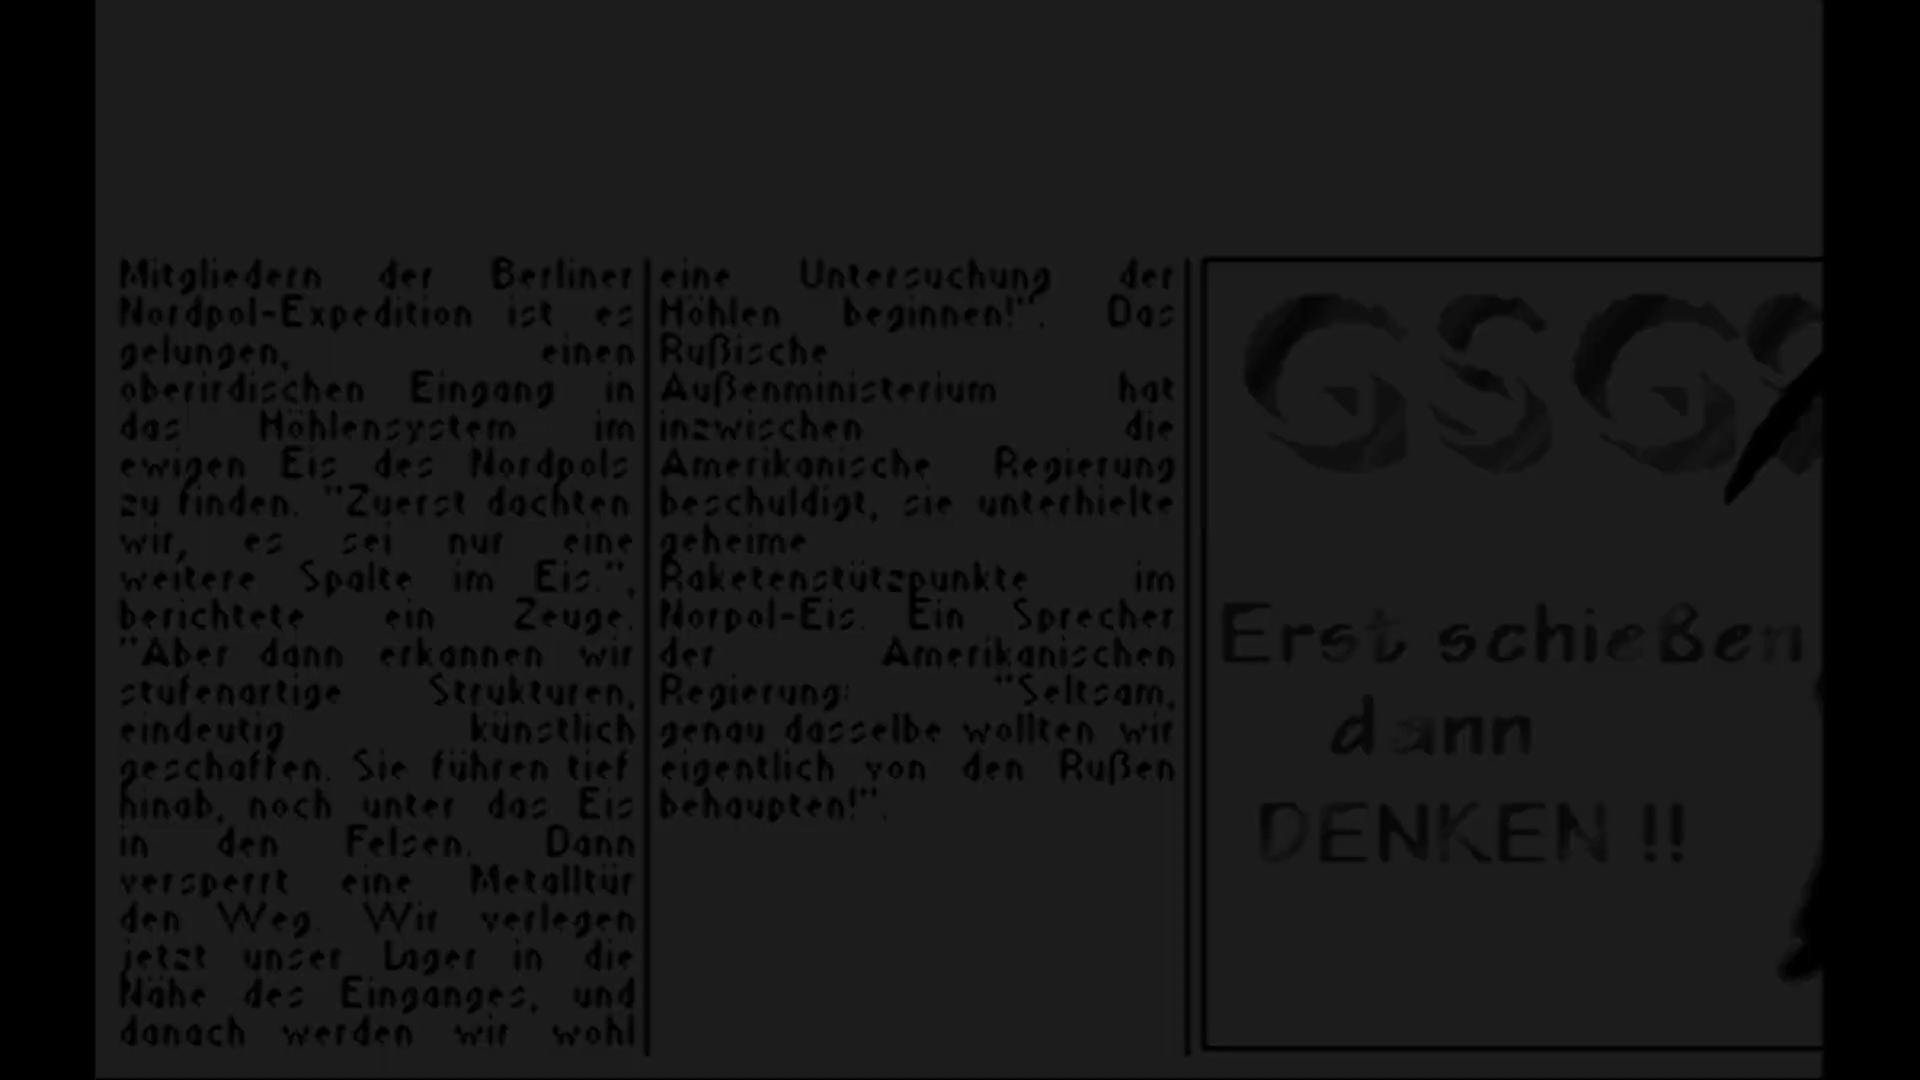 Mitgliedern der Berliner
Nordpol-Expedition ist es
gelungen, einen
oberirdischen Eingang in
das Höhlensystem im
ewigen Eis des Nordpols
zu finden. "Zuerst dachten
wir, es sei nur eine
weitere Spalte im Eis.",
berichtete ein Zeuge.
"Aber dann erkannen wir
stufenartige Strukturen,
eindeutig künstlich
geschaffen. Sie führen tief
hinab, noch unter das Eis
in den Felsen. Dann
versperrt eine Metalltür
den Weg. Wir verlegen
jetzt unser Lager in die
Nähe des Einganges, und
danach werden wir wohl
eine Untersuchung der
Höhlen beginnen!". Das
Rußische
Außenministerium hat
inzwischen die
Amerikanische Regierung
beschuldigt, sie unterhielte
geheime
Raketenstützpunkte im
Norpol-Eis. Ein Sprecher
der Amerikanischen
Regierung: "Seltsam,
genau dasselbe wollten wir
eigentlich von den Rußen
behaupten!".
GSG
Erst schießen
dann
DENKEN !!